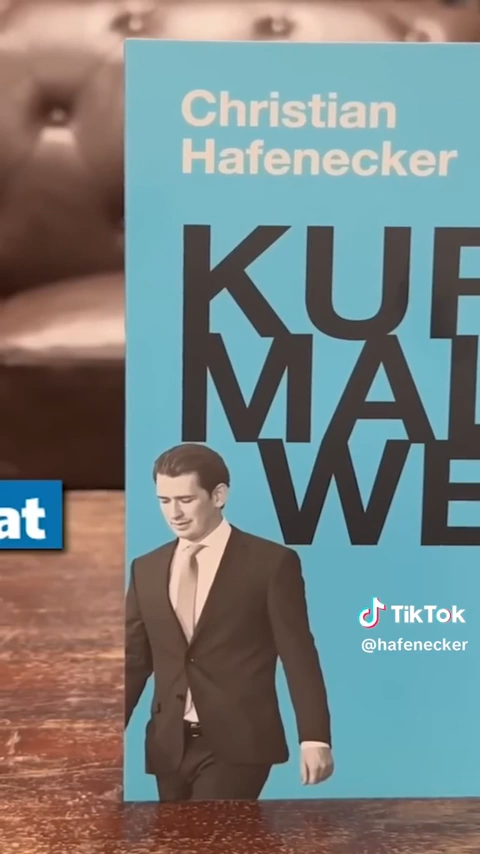 Christian
Hafenecker
KUR
MAL
WE
at
TikTok
@hafenecker